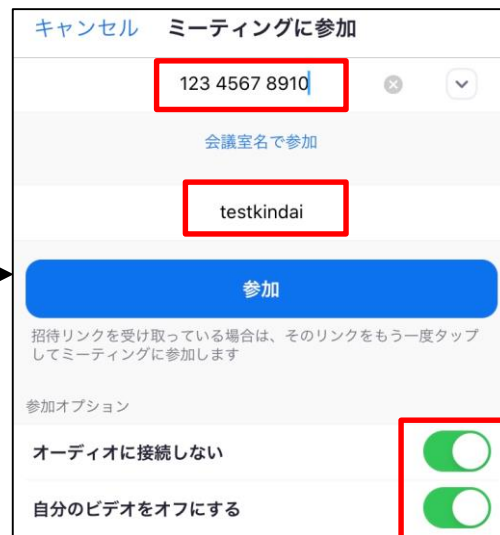 キャンセル ミーティングに参加
123 4567 8910
会議室名で参加
testkindai
参加
招待リンクを受け取っている場合は、そのリンクをもう一度タップ
してミーティングに参加します
参加オプション
オーディオに接続しない
自分のビデオをオフにする